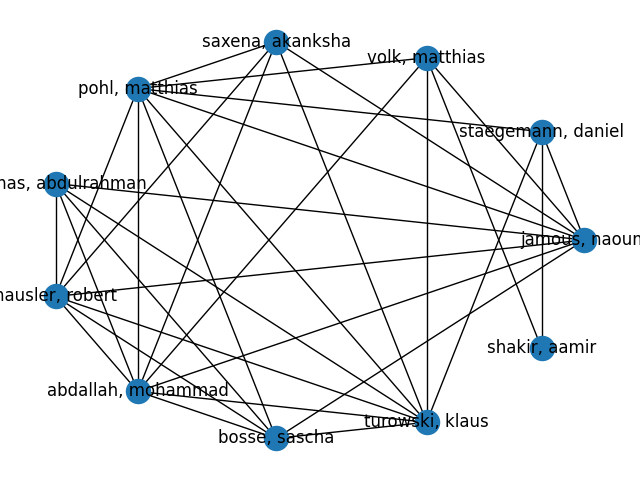 saxena, akanksha
volk, matthias
pohl, matthias
staegemann, daniel
nas, abdulrahman
jamous, naoum
hausler, robert
shakir, aamir
abdallah, mohammad
turowski, klaus
bosse, sascha